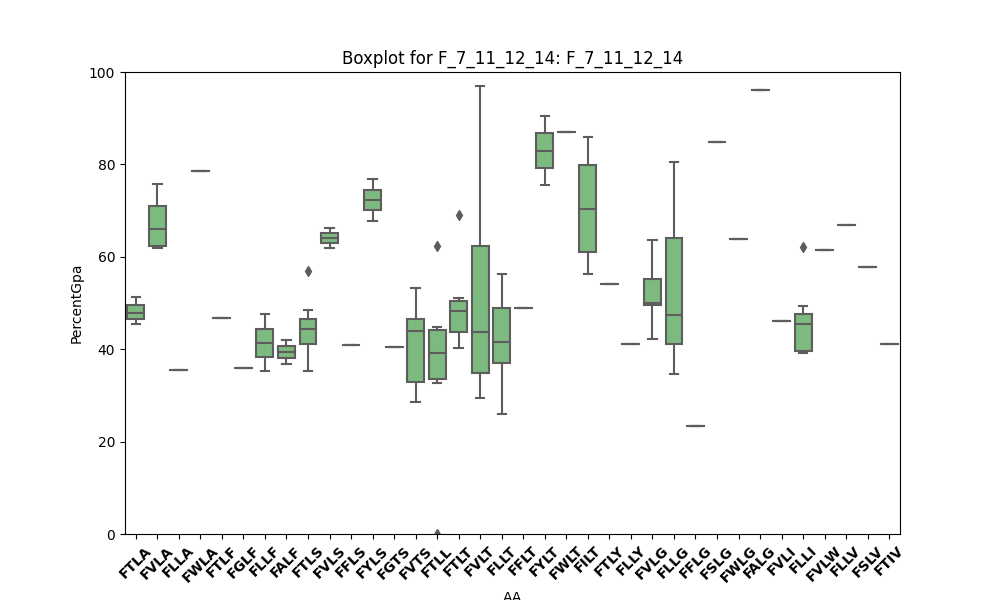 Boxplot for F_7_11_12_14: F_7_11_12_14
PercentGpa
100
80
60
40
20
0
FTLA
FVLA
FLLA
FWLA
FTLF
FGLF
FLLF
FALF
FTLS
FVLS
FFLS
FYLS
FGTS
FVTS
FTLL
FTLT
FVLT
FLLT
FFLT
FYLT
FWLT
FILT
FTLY
FLLY
FVLG
FLLG
FFLG
FSLG
FWLG
FALG
FVLI
FLLI
FVLW
FLLV
FSLV
FTIV
AA